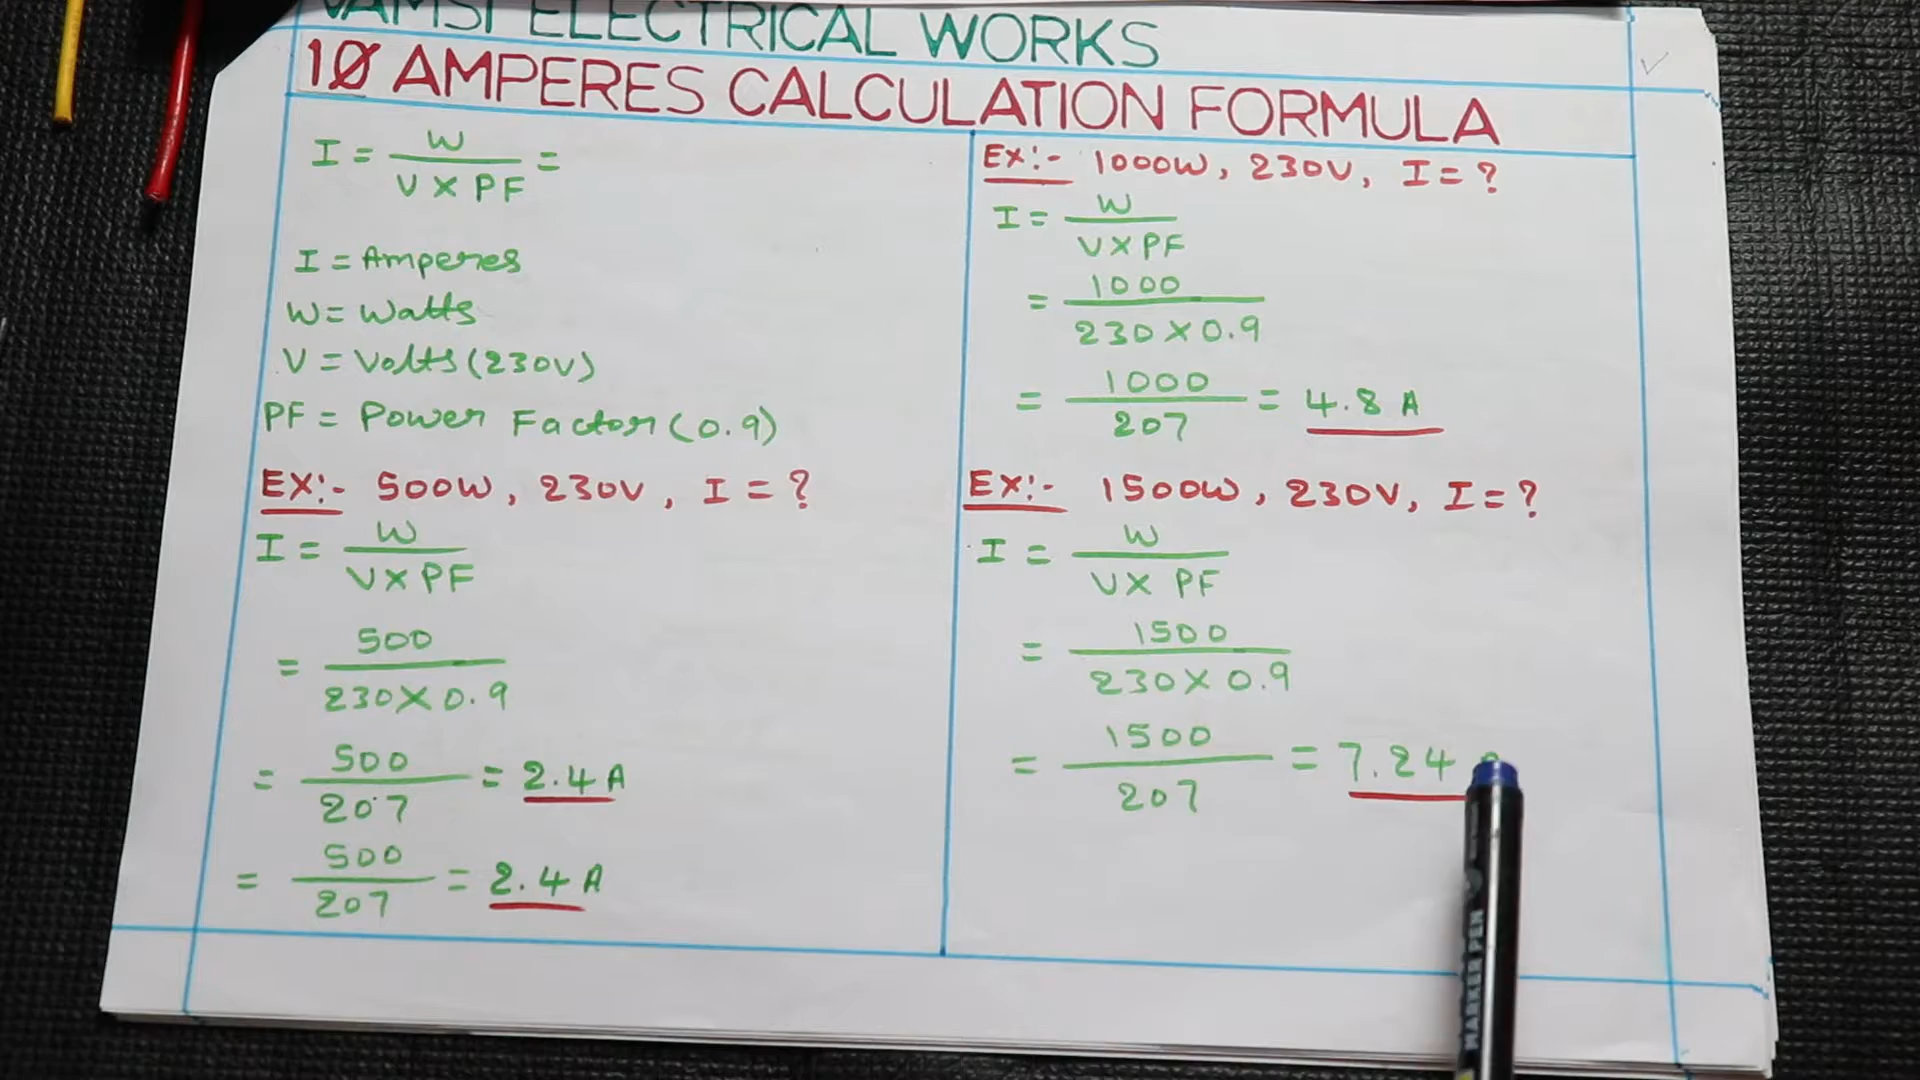 VAMSI ELECTRICAL WORKS
1Ø AMPERES CALCULATION FORMULA
I = W / V X PF =
I = Amperes
W = Watts
V = Volts (230V)
PF = Power Factor (0.9)
EX:- 500W, 230V, I = ?
I = W / V X PF
= 500 / 230 X 0.9
= 500 / 207 = 2.4 A
= 500 / 207 = 2.4 A
EX:- 1000W, 230V, I = ?
I = W / V X PF
= 1000 / 230 X 0.9
= 1000 / 207 = 4.8 A
EX:- 1500W, 230V, I = ?
I = W / V X PF
= 1500 / 230 X 0.9
= 1500 / 207 = 7.24
MARKER PEN